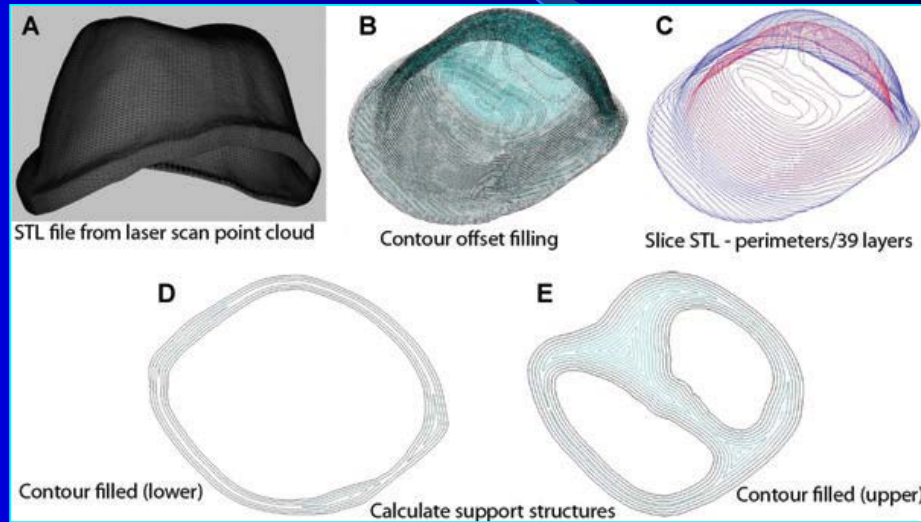 A
B
C
STL file from laser scan point cloud
Contour offset filling
Slice STL - perimeters/39 layers
D
E
Contour filled (lower)
Calculate support structures
Contour filled (upper)